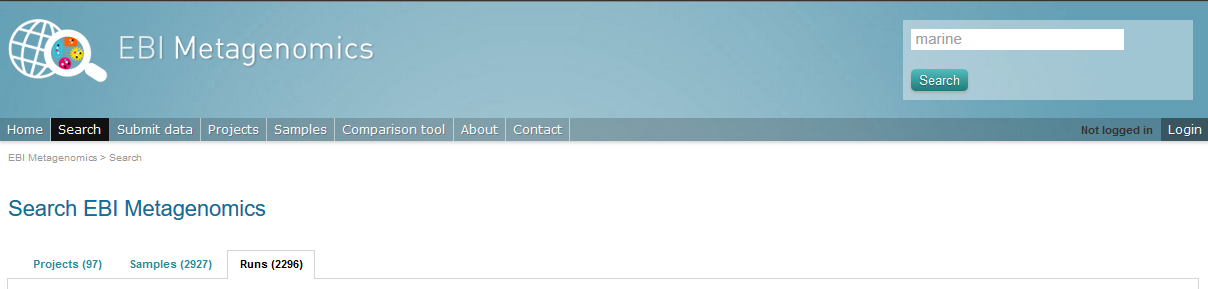 EBI Metagenomics
marine
Search
Home Search Submit data Projects Samples Comparison tool About Contact Not logged in Login
EBI Metagenomics > Search
Search EBI Metagenomics
Projects (97) Samples (2927) Runs (2296)